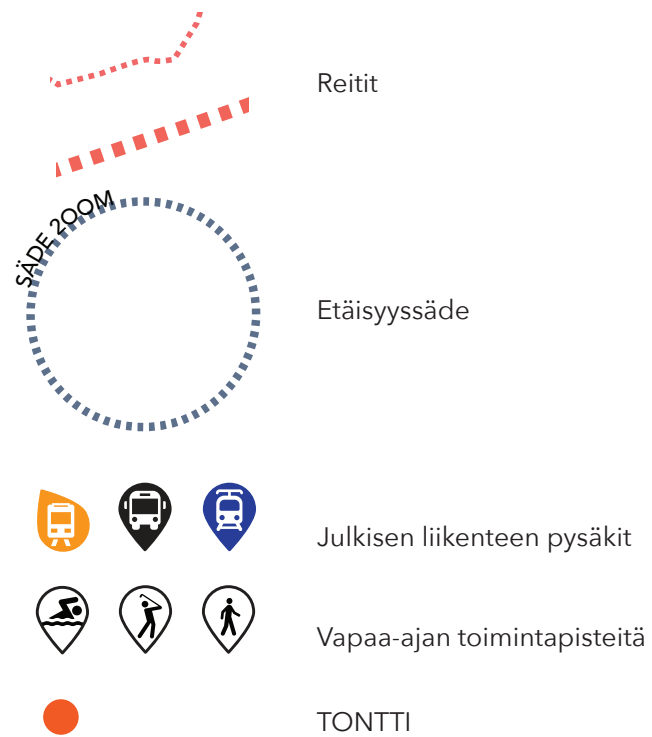 Reitit
SÄDE 200M
Etäisyyssäde
Julkisen liikenteen pysäkit
Vapaa-ajan toimintapisteitä
TONTTI